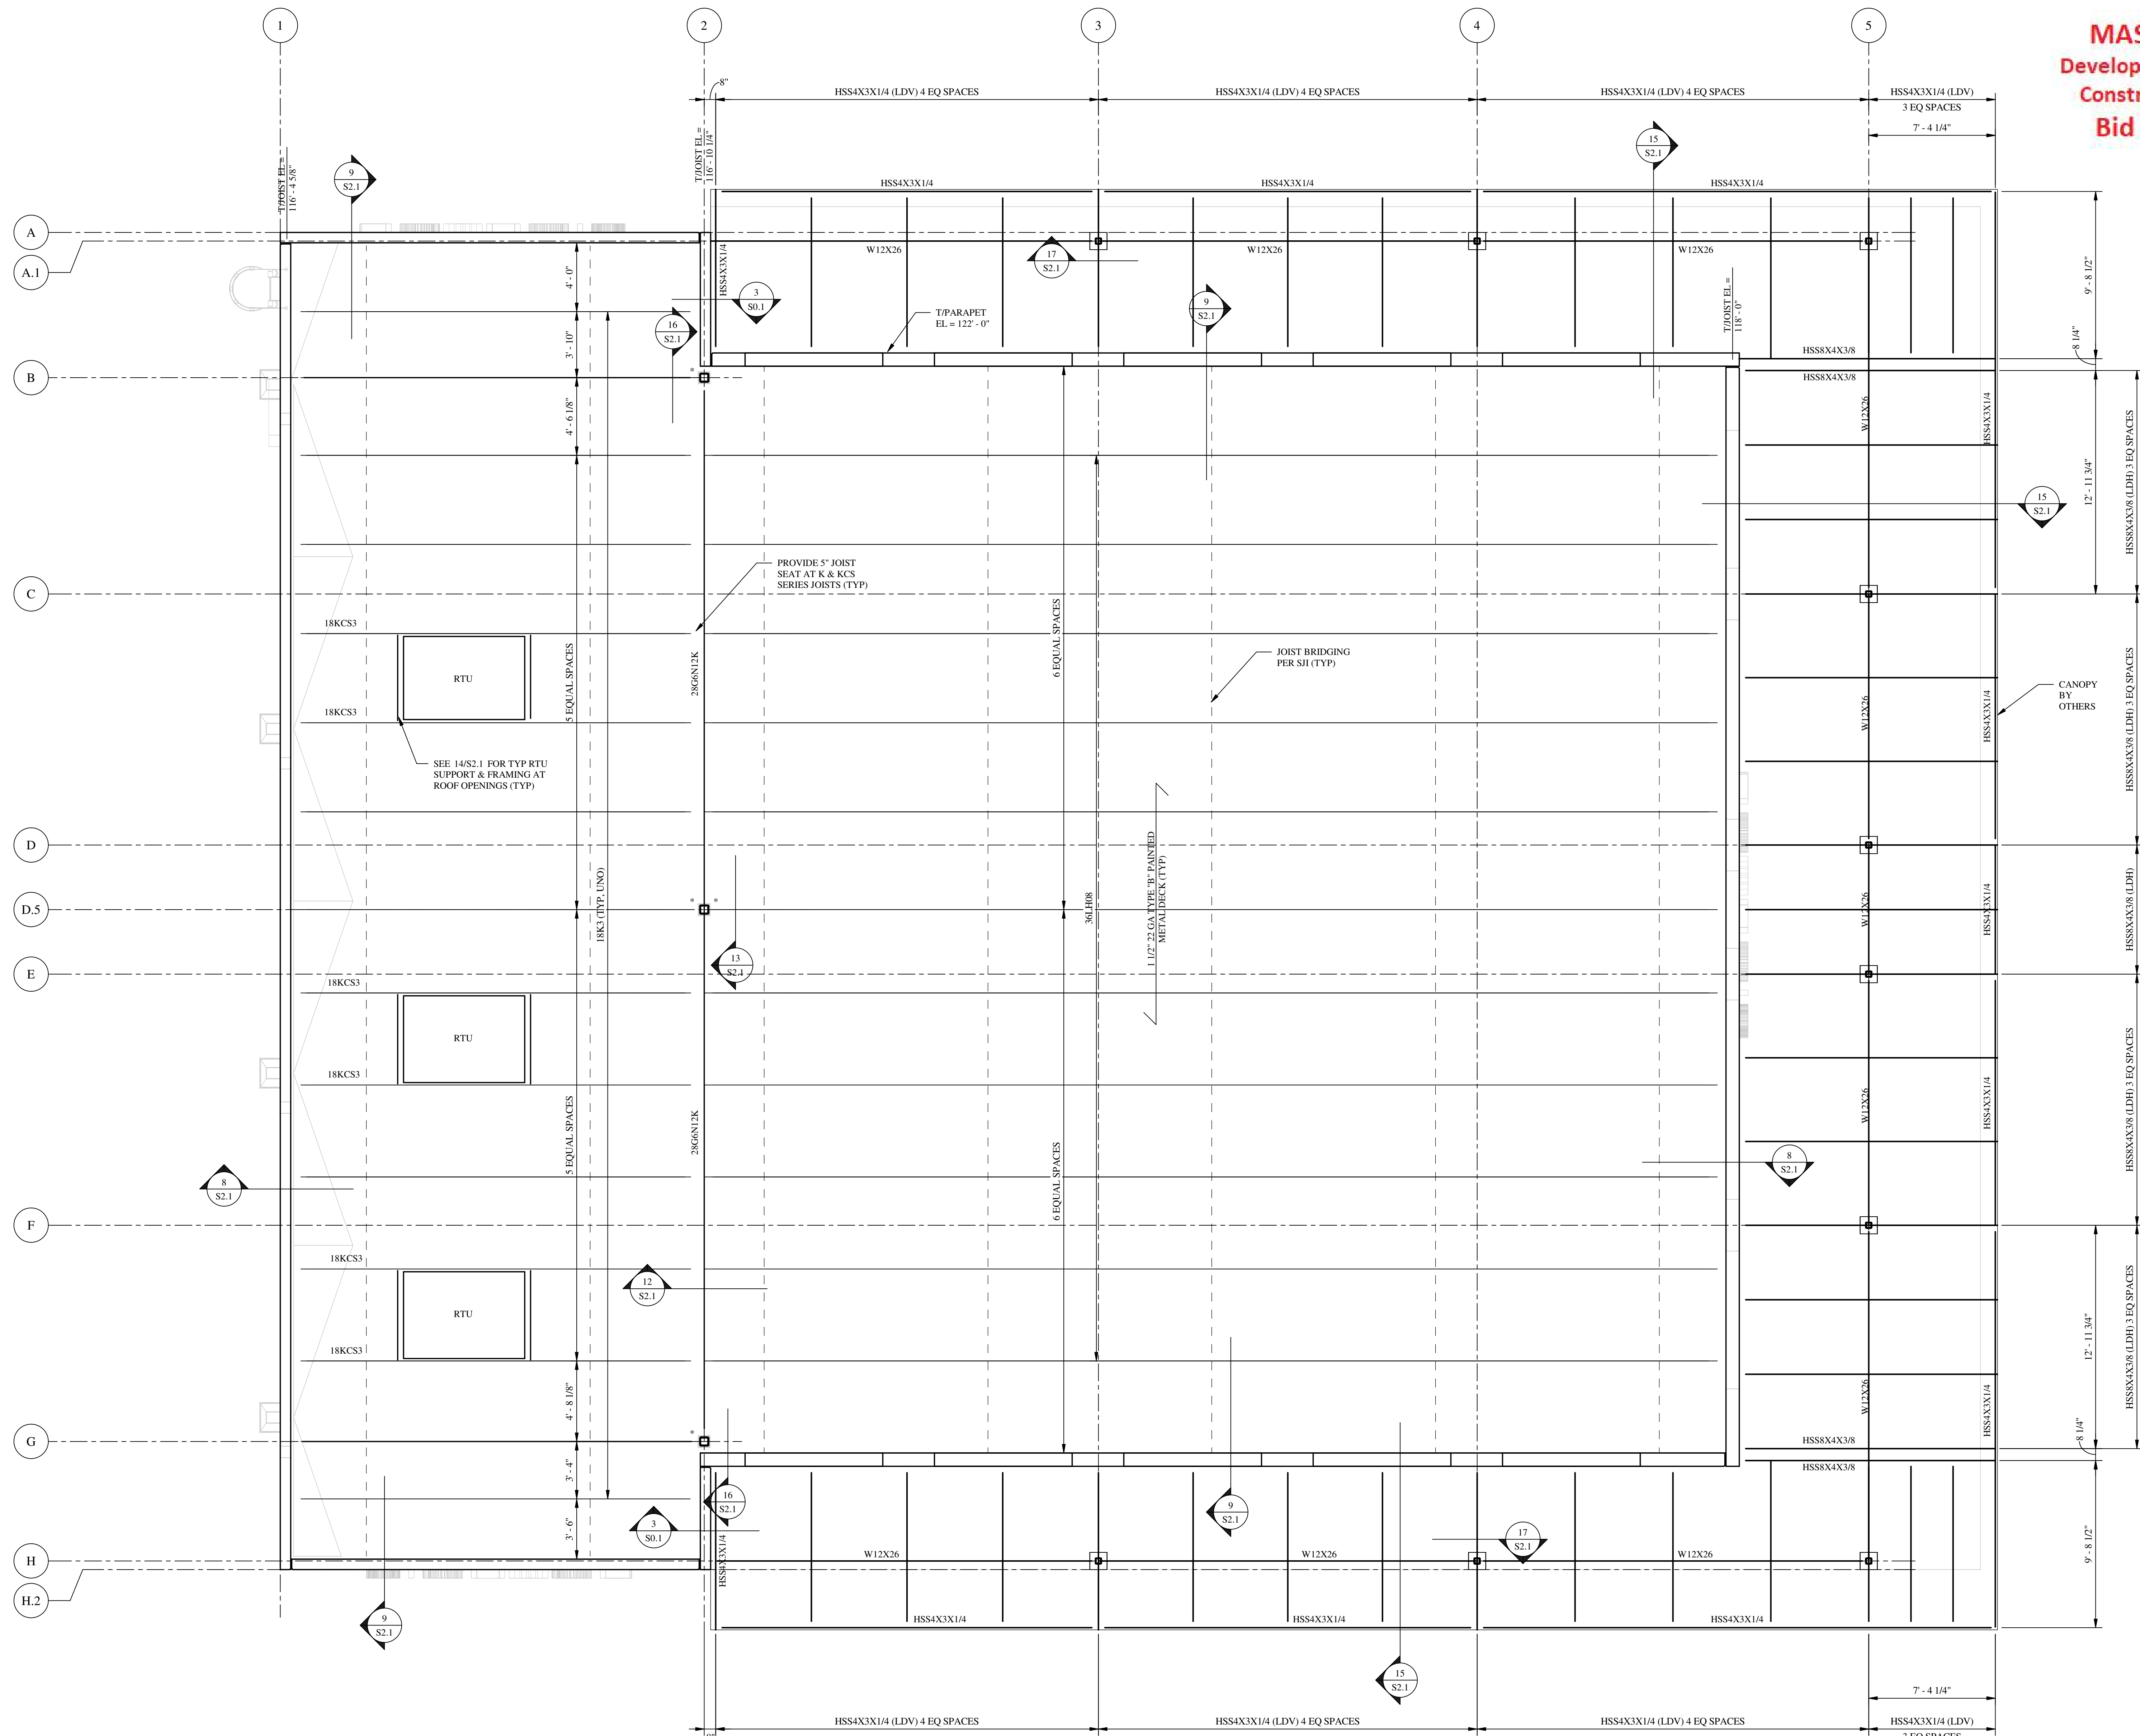 1
2
3
4
5
MAS
Develop
Constr
Bid
8"
HSS4X3X1/4 (LDV) 4 EQ SPACES
HSS4X3X1/4 (LDV) 4 EQ SPACES
HSS4X3X1/4 (LDV) 4 EQ SPACES
HSS4X3X1/4 (LDV)
3 EQ SPACES
7' - 4 1/4"
T/JOIST EL =
116' - 4 5/8"
T/JOIST EL =
116' - 10 1/4"
9
S2.1
15
S2.1
HSS4X3X1/4
HSS4X3X1/4
HSS4X3X1/4
A
A.1
W12X26
W12X26
W12X26
17
S2.1
HSS4X3X1/4
4' - 0"
3
S0.1
16
S2.1
T/PARAPET
EL = 122' - 0"
9
S2.1
T/JOIST EL =
118' - 0"
9' - 8 1/2"
3' - 10"
8 1/4"
HSS8X4X3/8
HSS8X4X3/8
B
*
4' - 6 1/8"
W12X26
HSS4X3X1/4
12' - 11 3/4"
HSS8X4X3/8 (LDH) 3 EQ SPACES
15
S2.1
PROVIDE 5" JOIST
SEAT AT K & KCS
SERIES JOISTS (TYP)
C
18KCS3
RTU
18KCS3
5 EQUAL SPACES
28G6N12K
6 EQUAL SPACES
JOIST BRIDGING
PER SJI (TYP)
W12X26
HSS4X3X1/4
CANOPY
BY
OTHERS
HSS8X4X3/8 (LDH) 3 EQ SPACES
SEE 14/S2.1 FOR TYP RTU
SUPPORT & FRAMING AT
ROOF OPENINGS (TYP)
D
18K3 (TYP, UNO)
36LH08
1 1/2" 22 GA TYPE "B" PAINTED
METAL DECK (TYP)
D.5
* *
W12X26
HSS4X3X1/4
HSS8X4X3/8 (LDH)
13
S2.1
E
18KCS3
RTU
18KCS3
5 EQUAL SPACES
28G6N12K
6 EQUAL SPACES
W12X26
HSS4X3X1/4
HSS8X4X3/8 (LDH) 3 EQ SPACES
8
S2.1
8
S2.1
F
18KCS3
RTU
18KCS3
12
S2.1
W12X26
HSS4X3X1/4
12' - 11 3/4"
HSS8X4X3/8 (LDH) 3 EQ SPACES
4' - 8 1/8"
G
*
HSS8X4X3/8
HSS8X4X3/8
8 1/4"
3' - 4"
16
S2.1
9
S2.1
3
S0.1
17
S2.1
3' - 6"
9' - 8 1/2"
H
H.2
W12X26
W12X26
W12X26
HSS4X3X1/4
HSS4X3X1/4
HSS4X3X1/4
HSS4X3X1/4
9
S2.1
15
S2.1
7' - 4 1/4"
HSS4X3X1/4 (LDV) 4 EQ SPACES
HSS4X3X1/4 (LDV) 4 EQ SPACES
HSS4X3X1/4 (LDV) 4 EQ SPACES
HSS4X3X1/4 (LDV)
3 EQ SPACES
8"